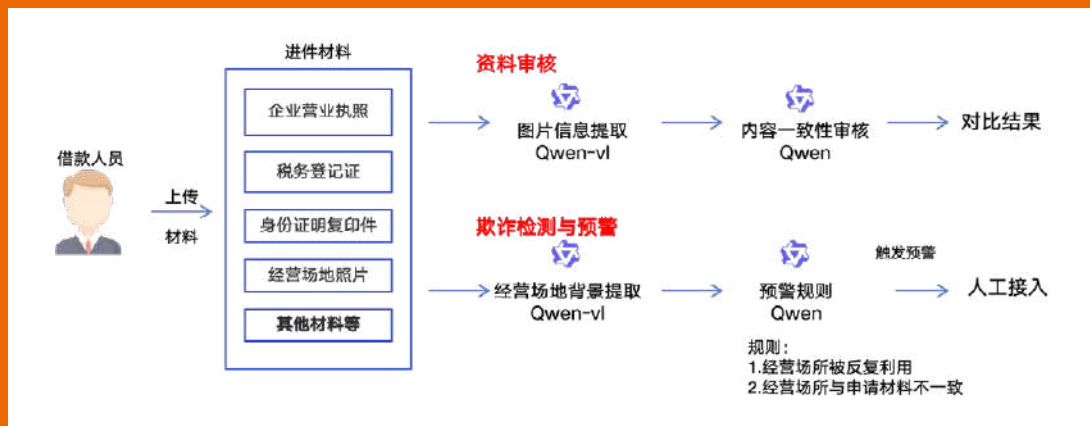 进件材料
企业营业执照
税务登记证
身份证明复印件
经营场地照片
其他材料等
借款人员
上传
材料
资料审核
图片信息提取
Qwen-vl
内容一致性审核
Qwen
对比结果
欺诈检测与预警
经营场地背景提取
Qwen-vl
预警规则
Qwen
触发预警
人工接入
规则：
1.经营场所被反复利用
2.经营场所与申请材料不一致